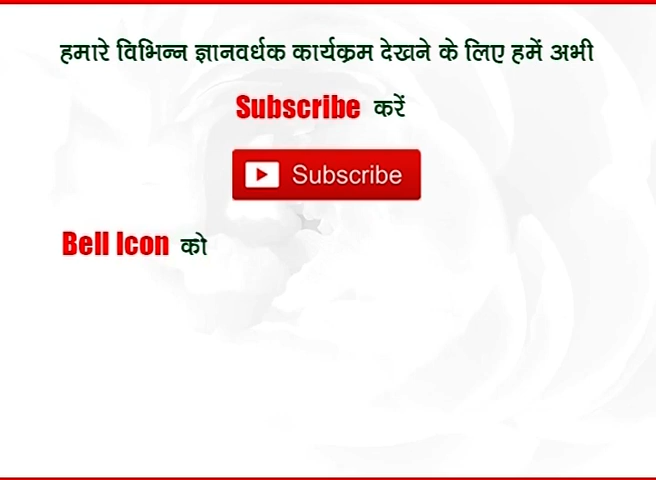 हमारे विभिन्न ज्ञानवर्धक कार्यक्रम देखने के लिए हमें अभी
Subscribe करें
Subscribe
Bell Icon को